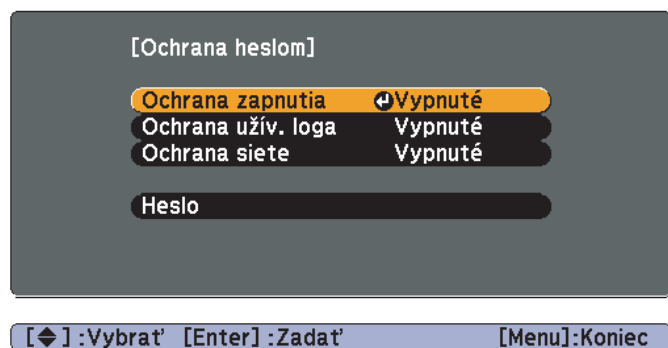 [Ochrana heslom]
Ochrana zapnutia Vypnuté
Ochrana užív. loga Vypnuté
Ochrana siete Vypnuté
Heslo
[◆] :Vybrať [Enter] :Zadať [Menu]:Koniec